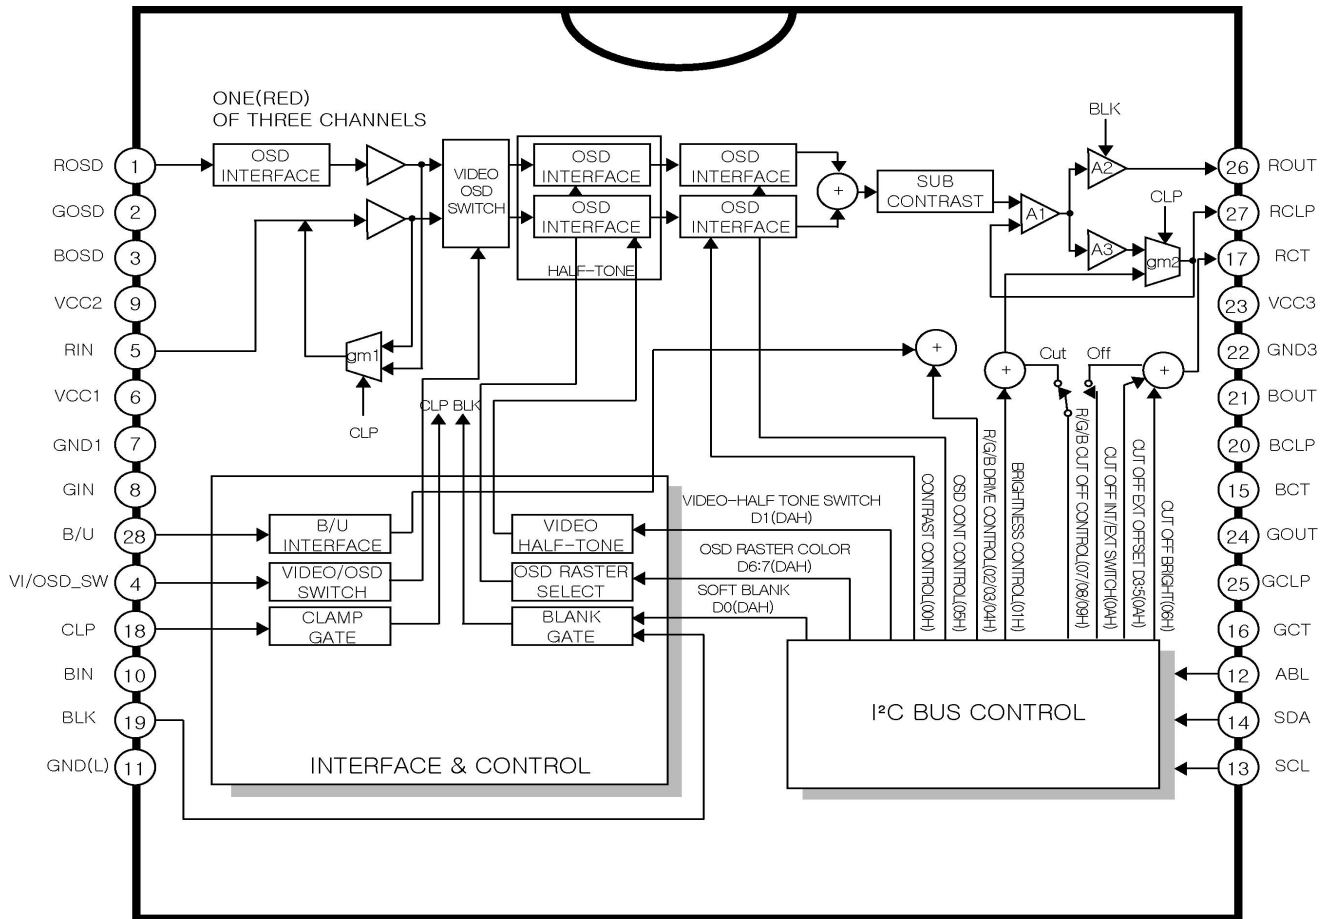 ONE(RED)
OF THREE CHANNELS
BLK
ROSD
1
OSD
INTERFACE
VIDEO
OSD
SWITCH
OSD
INTERFACE
OSD
INTERFACE
HALF-TONE
OSD
INTERFACE
OSD
INTERFACE
+
SUB
CONTRAST
A1
A2
A3
CLP
gm2
26
ROUT
GOSD
2
27
RCLP
BOSD
3
17
RCT
VCC2
9
23
VCC3
RIN
5
gm1
CLP
+
+
Cut
Off
+
22
GND3
VCC1
6
CLP BLK
21
BOUT
GND1
7
20
BCLP
GIN
8
15
BCT
B/U
28
B/U
INTERFACE
VIDEO
HALF-TONE
VIDEO-HALF TONE SWITCH
D1(DAH)
24
GOUT
VI/OSD_SW
4
VIDEO/OSD
SWITCH
OSD RASTER
SELECT
OSD RASTER COLOR
D6:7(DAH)
25
GCLP
CLP
18
CLAMP
GATE
BLANK
GATE
SOFT BLANK
D0(DAH)
16
GCT
CONTRAST CONTROL(00H)
OSD CONT CONTROL(05H)
R/G/B DRIVE CONTROL(02/03/04H)
BRIGHTNESS CONTROL(01H)
R/G/B CUT OFF CONTROL(07/08/09H)
CUT OFF INT/EXT SWITCH(0AH)
CUT OFF EXT OFFSET D3:5(0AH)
CUT OFF BRIGHT(06H)
BIN
10
12
ABL
BLK
19
I²C BUS CONTROL
14
SDA
GND(L)
11
INTERFACE & CONTROL
13
SCL